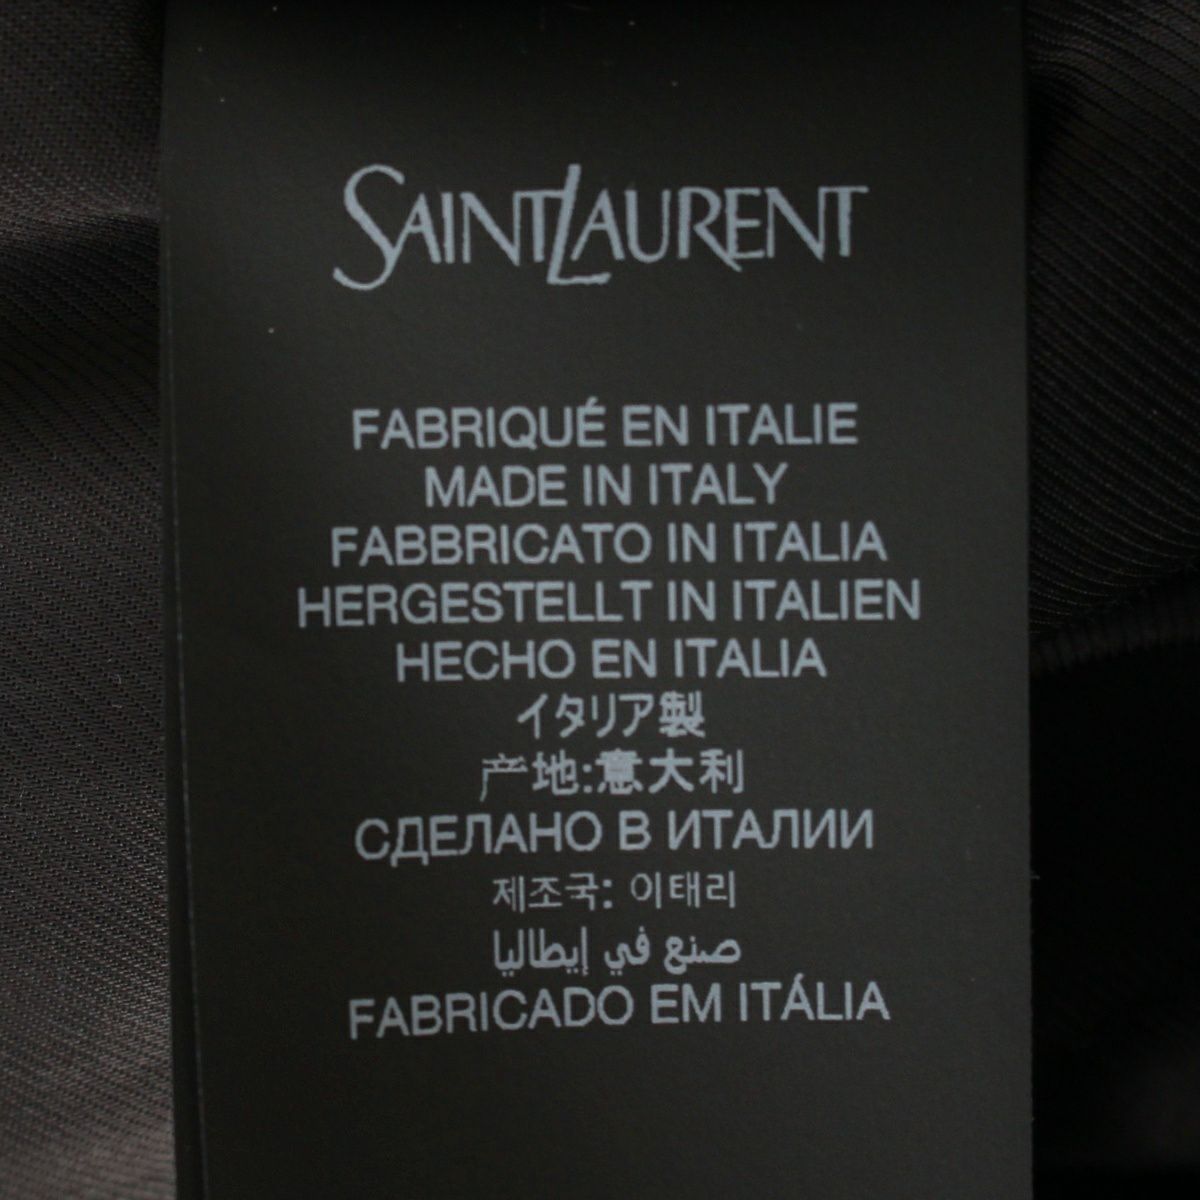 SAINT LAURENT
FABRIQUÉ EN ITALIE
MADE IN ITALY
FABBRICATO IN ITALIA
HERGESTELLT IN ITALIEN
HECHO EN ITALIA
イタリア製
产地:意大利
СДЕЛАНО В ИТАЛИИ
제조국: 이태리
صنع في إيطاليا
FABRICADO EM ITÁLIA